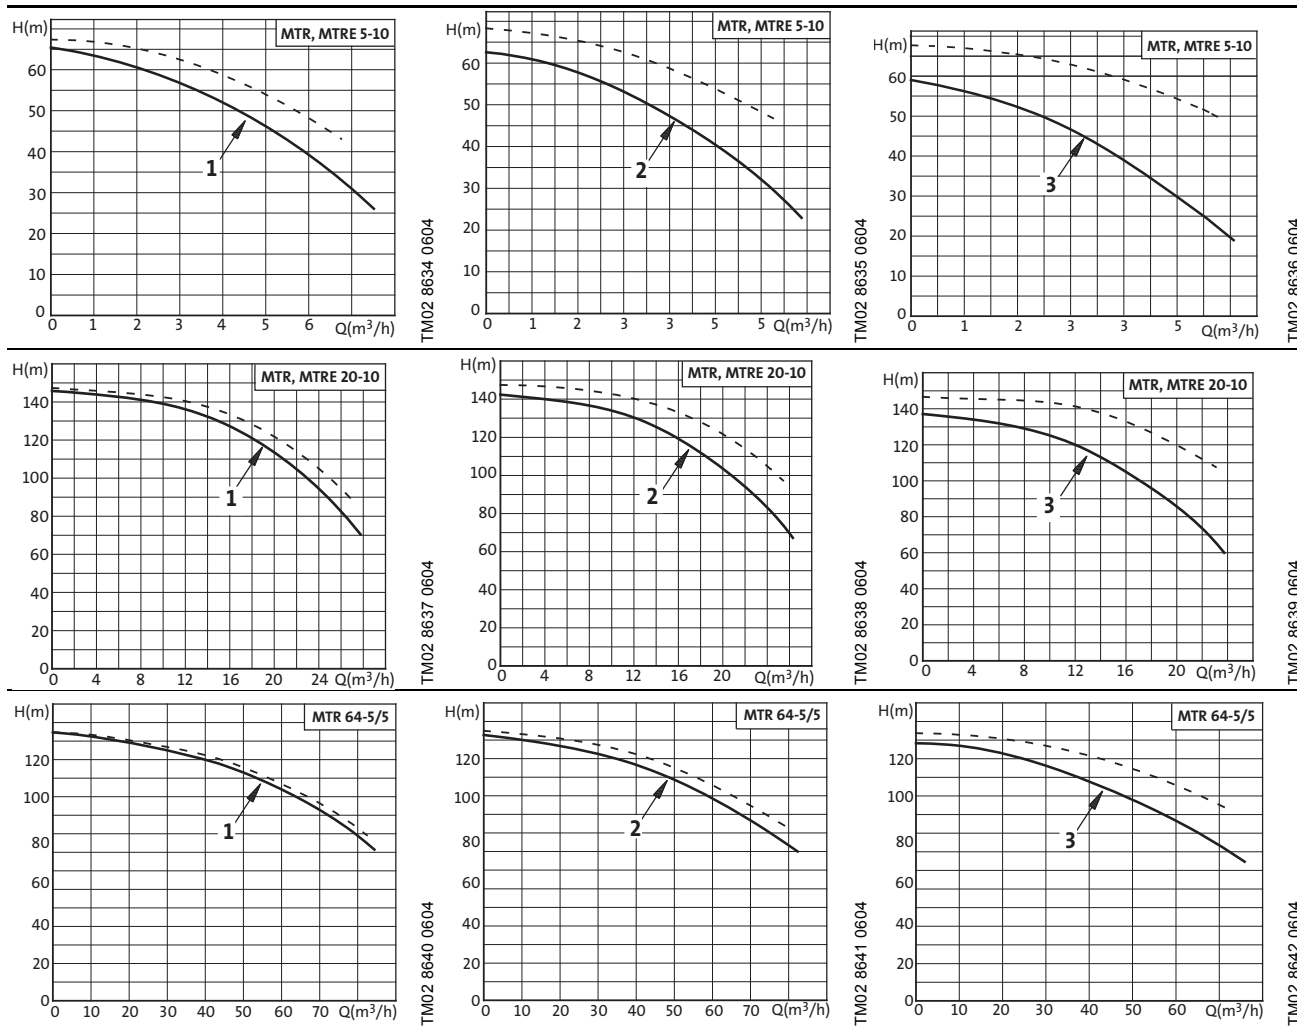 H(m)
MTR, MTRE 5-10
60
50
40
30
20
10
0
1
0 1 2 3 4 5 6 Q(m³/h)
TM02 8634 0604
H(m)
MTR, MTRE 5-10
60
50
40
30
20
10
0
2
0 1 2 3 3 5 5 Q(m³/h)
TM02 8635 0604
H(m)
MTR, MTRE 5-10
60
50
40
30
20
10
0
3
0 1 2 3 3 5 Q(m³/h)
TM02 8636 0604
H(m)
MTR, MTRE 20-10
140
120
100
80
60
40
20
0
1
0 4 8 12 16 20 24 Q(m³/h)
TM02 8637 0604
H(m)
MTR, MTRE 20-10
140
120
100
80
60
40
20
0
2
0 4 8 12 16 20 Q(m³/h)
TM02 8638 0604
H(m)
MTR, MTRE 20-10
140
120
100
80
60
40
20
0
3
0 4 8 12 16 20 Q(m³/h)
TM02 8639 0604
H(m)
MTR 64-5/5
120
100
80
60
40
20
0
1
0 10 20 30 40 50 60 70 Q(m³/h)
TM02 8640 0604
H(m)
MTR 64-5/5
120
100
80
60
40
20
0
2
0 10 20 30 40 50 60 70 Q(m³/h)
TM02 8641 0604
H(m)
MTR 64-5/5
120
100
80
60
40
20
0
3
0 10 20 30 40 50 60 Q(m³/h)
TM02 8642 0604